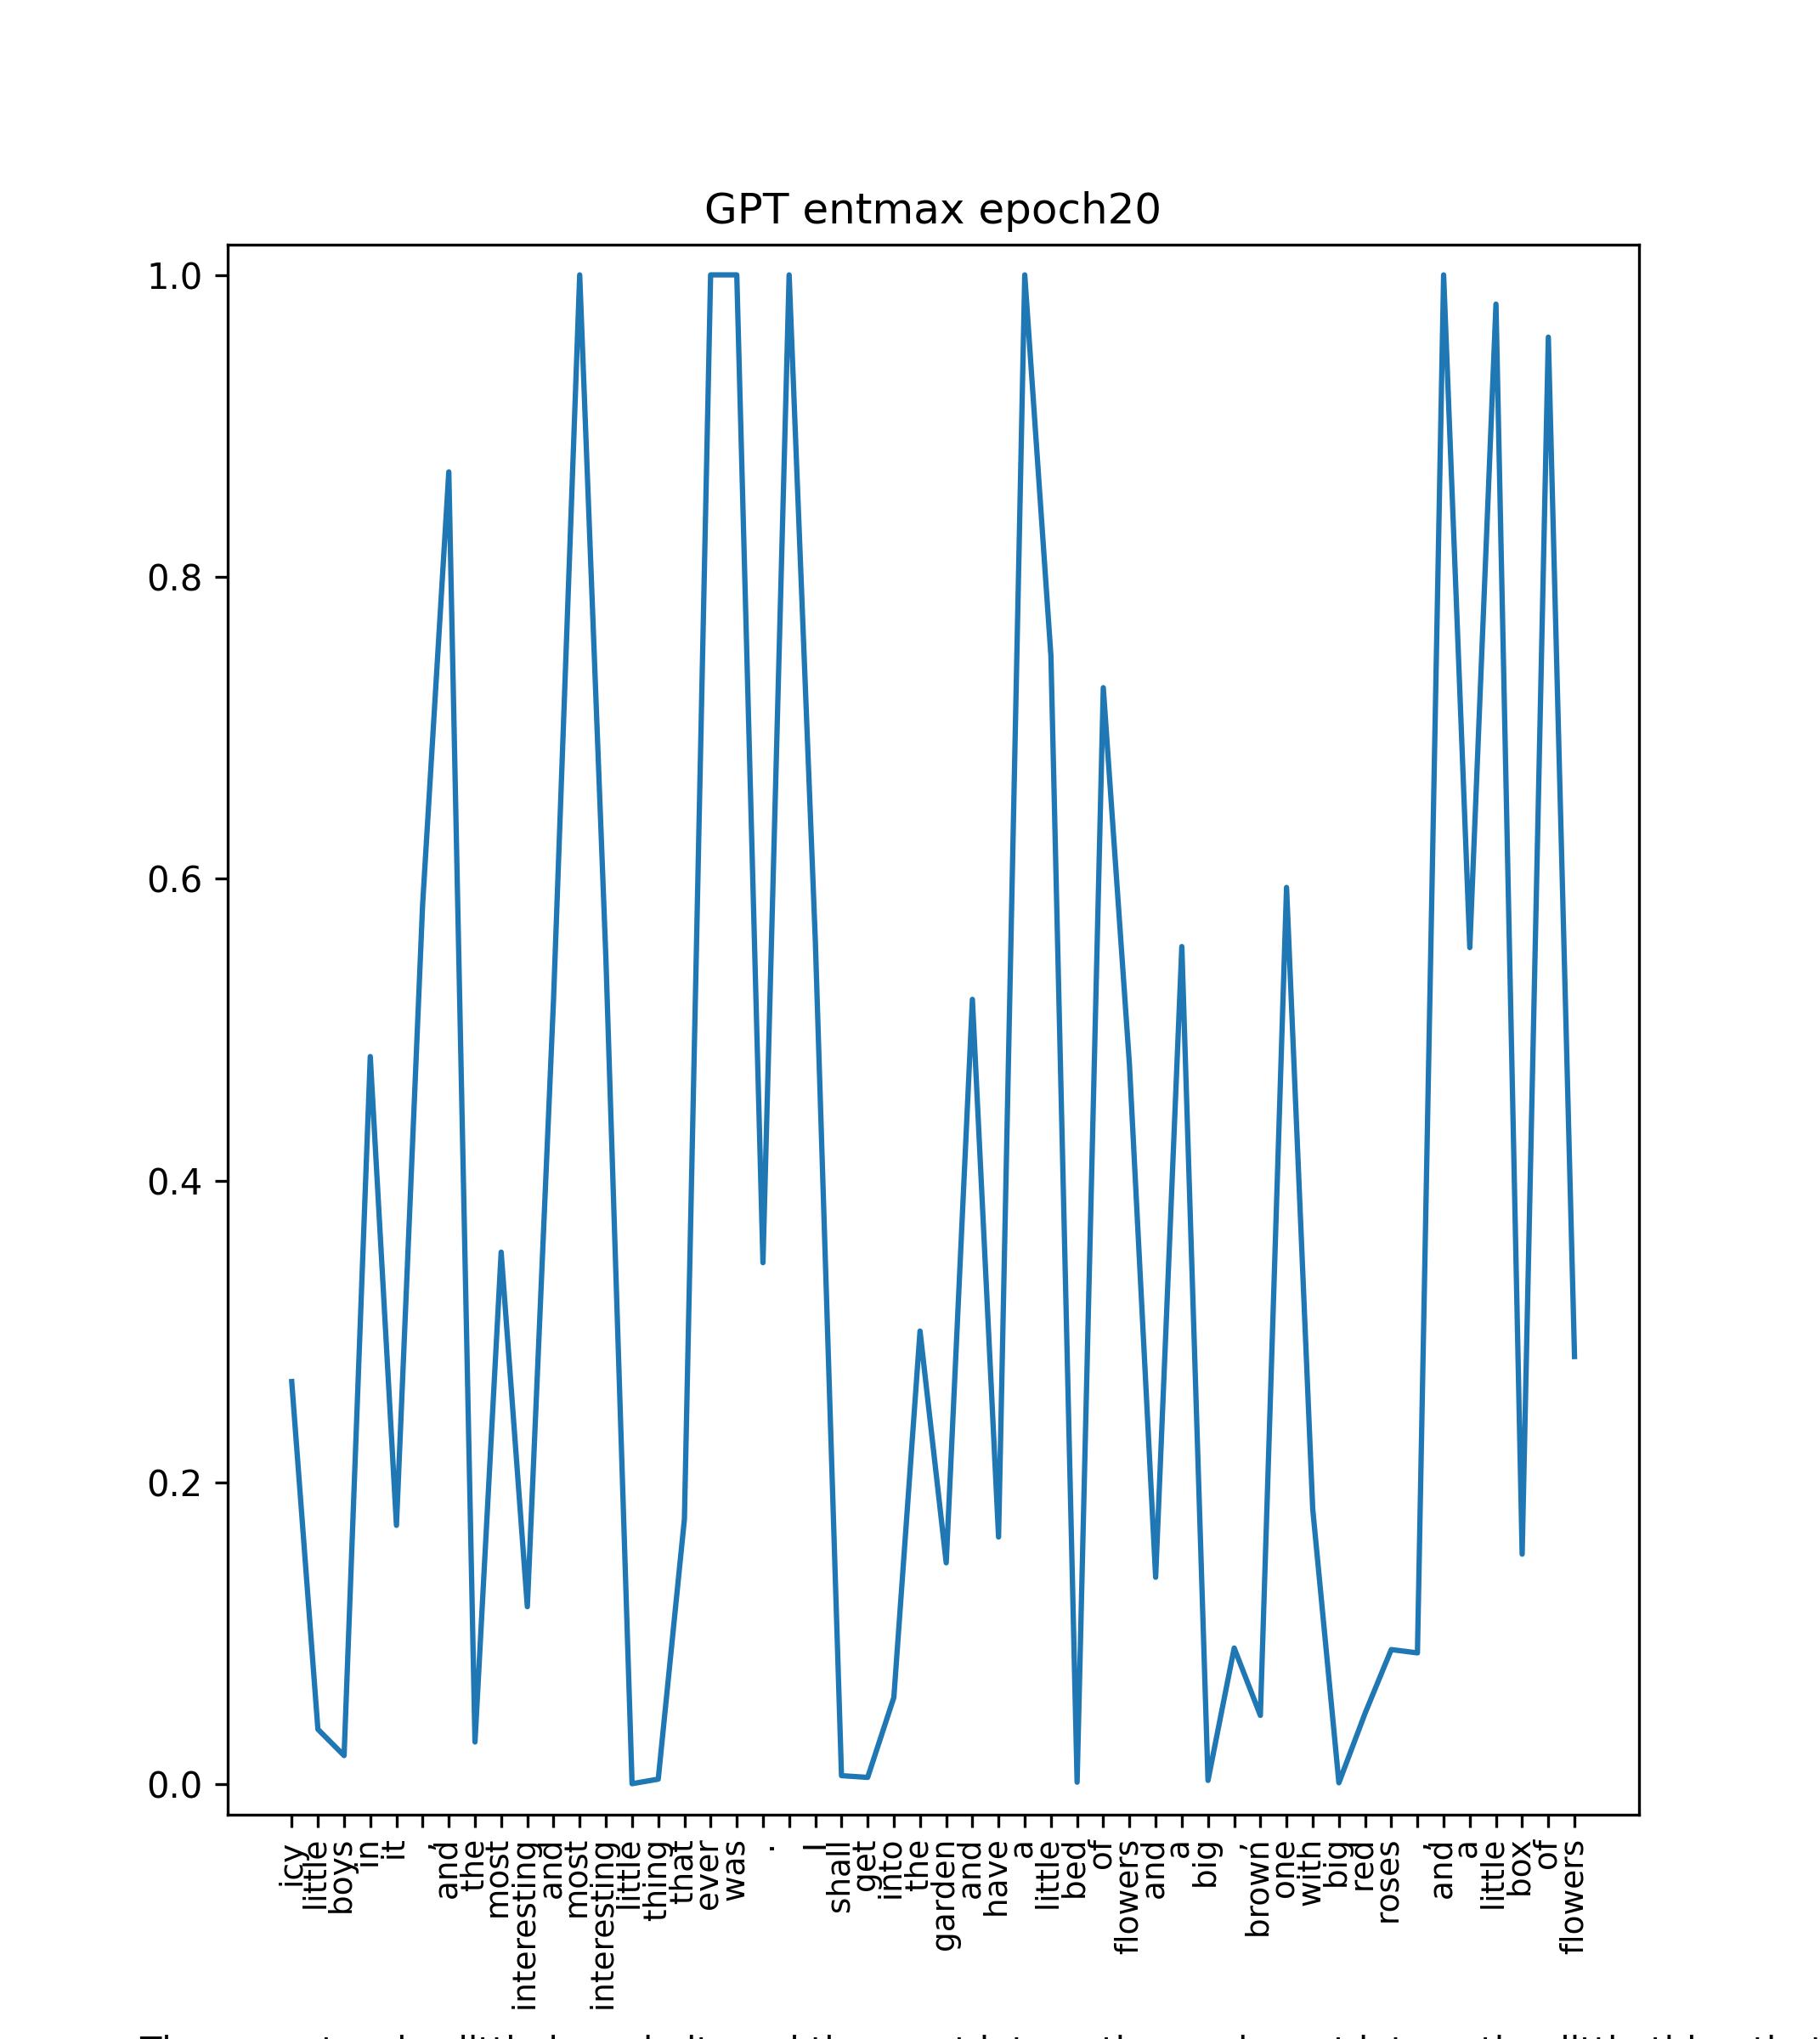 GPT entmax epoch20
1.0
0.8
0.6
0.4
0.2
0.0
icy
little
boys
in
it
,
and
the
most
interesting
and
most
interesting
little
thing
that
ever
was
.
I
shall
get
into
the
garden
and
have
a
little
bed
of
flowers
and
a
big
,
brown
one
with
big
red
roses
,
and
a
little
box
of
flowers